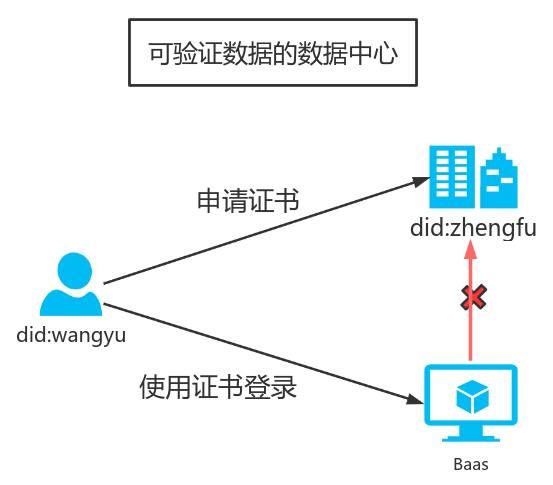 可验证数据的数据中心
申请证书
did:zhengfu
did:wangyu
使用证书登录
Baas